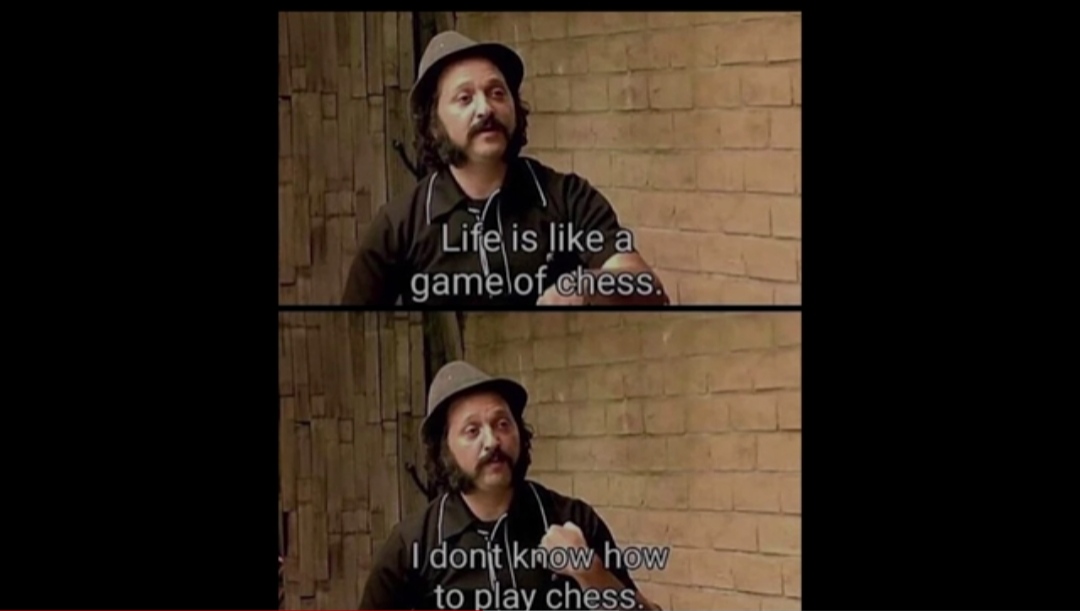 Life is like a
game of chess.
I don't know how
to play chess.